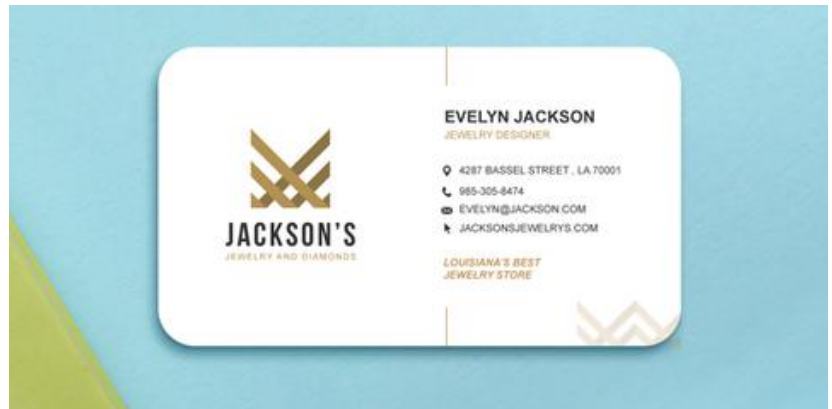 JACKSON'S
JEWELRY AND DIAMONDS
EVELYN JACKSON
JEWELRY DESIGNER
4287 BASSEL STREET , LA 70001
985-305-8474
EVELYN@JACKSON.COM
JACKSONSJEWELRYS.COM
LOUISIANA'S BEST
JEWELRY STORE